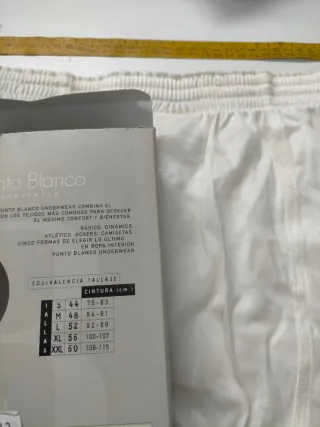 nto Blanco
UNDERWEAR
PUNTO BLANCO UNDERWEAR COMBINA EL
CON LOS TEJIDOS MÁS CÓMODOS PARA OFRECER
EL MÁXIMO CONFORT Y BIENESTAR
BÁSICO, DINÁMICO
ATLÉTICO, BOXERS, CAMISETAS,
CINCO FORMAS DE ELEGIR LO ÚLTIMO
EN ROPA INTERIOR
PUNTO BLANCO UNDERWEAR
EQUIVALENCIA TALLAJE
CINTURA (cm.)
TALLAS
S 44 76-83
M 48 84-91
L 52 92-99
XL 56 100-107
XXL 60 108-115